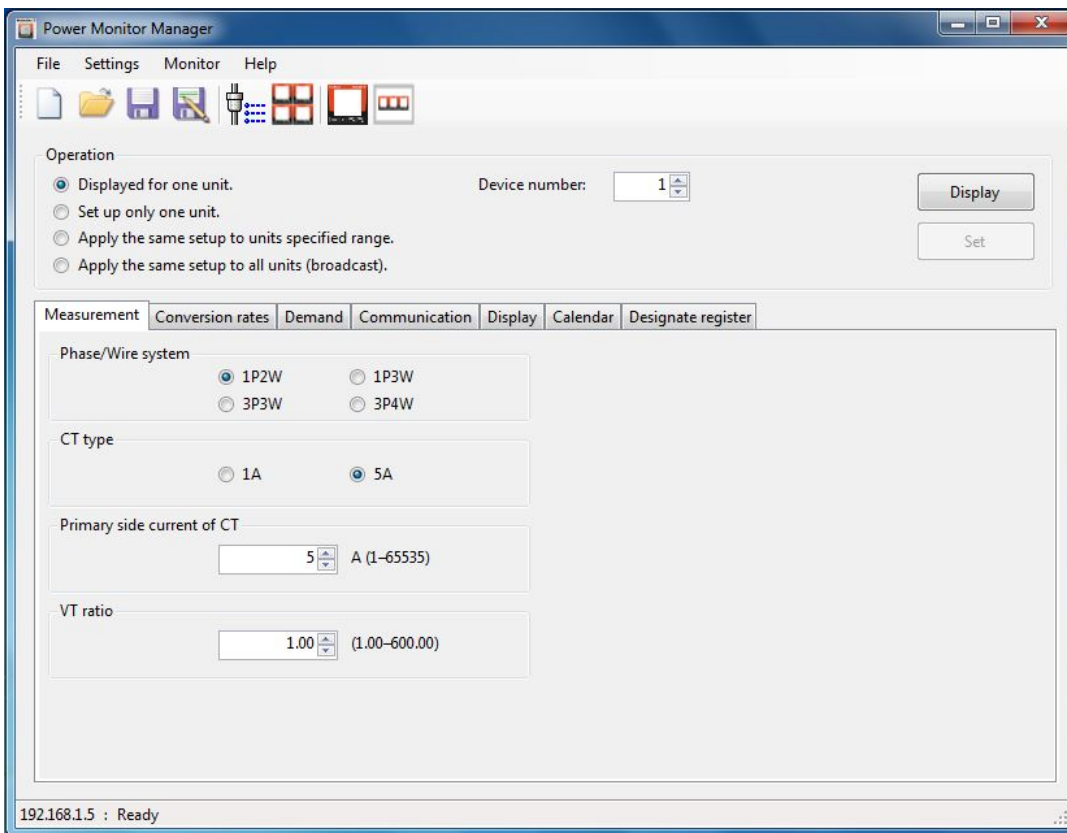 Power Monitor Manager
File Settings Monitor Help
Operation
Displayed for one unit.
Device number: 1
Display
Set up only one unit.
Apply the same setup to units specified range.
Set
Apply the same setup to all units (broadcast).
Measurement Conversion rates Demand Communication Display Calendar Designate register
Phase/Wire system
1P2W 1P3W
3P3W 3P4W
CT type
1A 5A
Primary side current of CT
5 A (1–65535)
VT ratio
1.00 (1.00–600.00)
192.168.1.5 : Ready